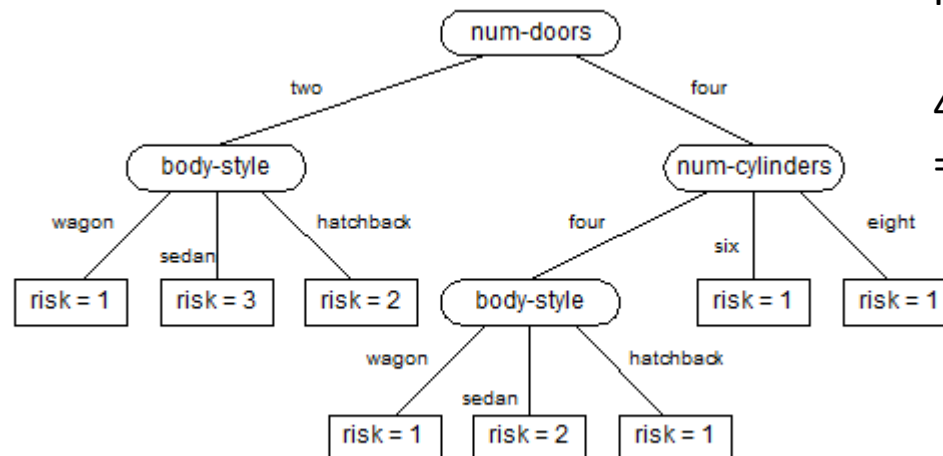 num-doors
two
four
4
=
body-style
num-cylinders
wagon
sedan
hatchback
four
six
eight
risk = 1
risk = 3
risk = 2
body-style
risk = 1
risk = 1
wagon
sedan
hatchback
risk = 1
risk = 2
risk = 1